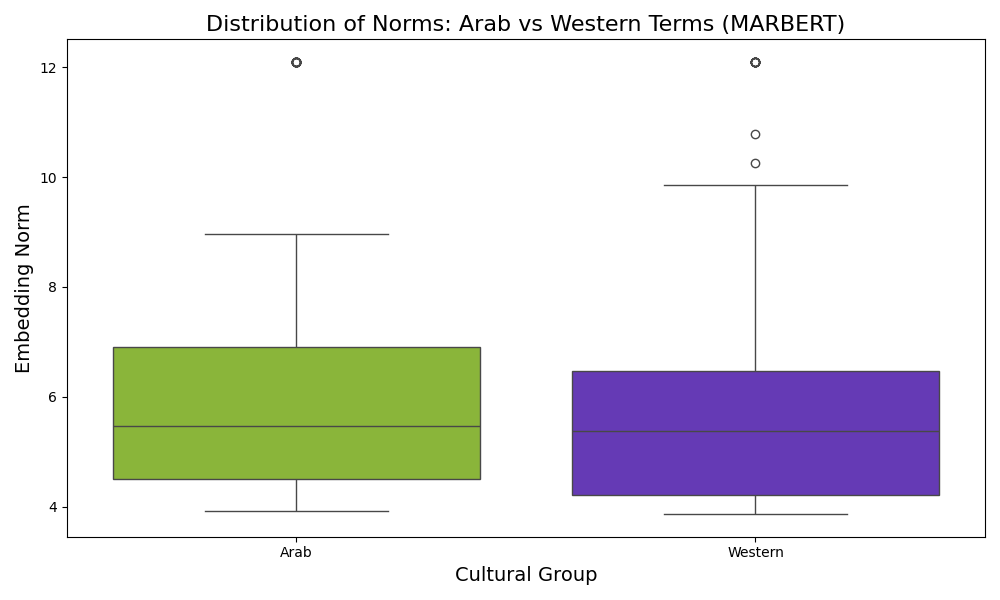 Distribution of Norms: Arab vs Western Terms (MARBERT)
12
10
8
6
4
Embedding Norm
Arab
Western
Cultural Group